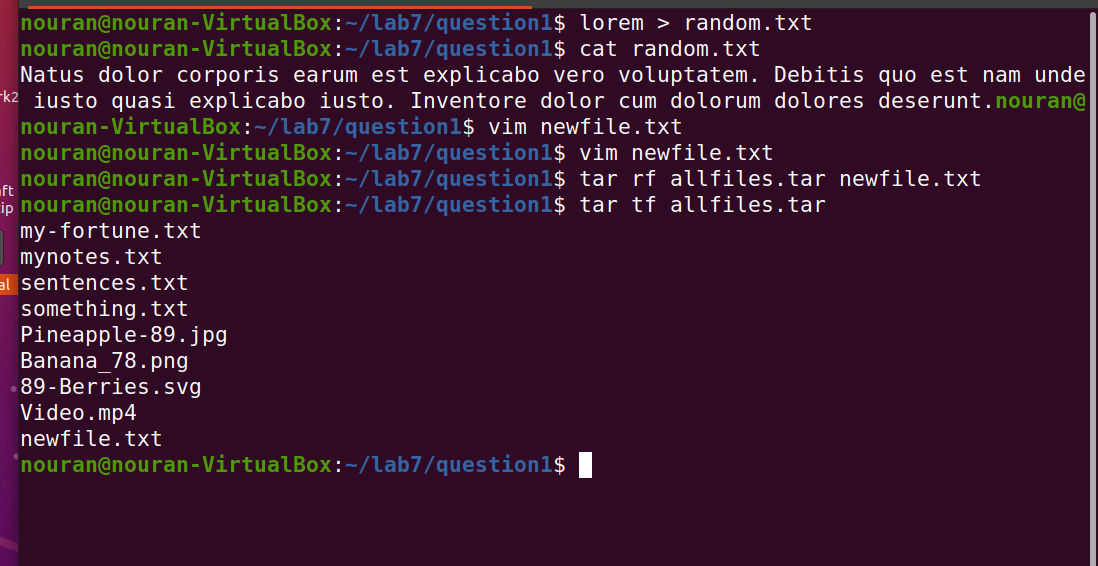 nouran@nouran-VirtualBox:~/lab7/question1$ lorem > random.txt
nouran@nouran-VirtualBox:~/lab7/question1$ cat random.txt
Natus dolor corporis earum est explicabo vero voluptatem. Debitis quo est nam unde
iusto quasi explicabo iusto. Inventore dolor cum dolorum dolores deserunt.nouran@
nouran-VirtualBox:~/lab7/question1$ vim newfile.txt
nouran@nouran-VirtualBox:~/lab7/question1$ vim newfile.txt
nouran@nouran-VirtualBox:~/lab7/question1$ tar rf allfiles.tar newfile.txt
nouran@nouran-VirtualBox:~/lab7/question1$ tar tf allfiles.tar
my-fortune.txt
mynotes.txt
sentences.txt
something.txt
Pineapple-89.jpg
Banana_78.png
89-Berries.svg
Video.mp4
newfile.txt
nouran@nouran-VirtualBox:~/lab7/question1$